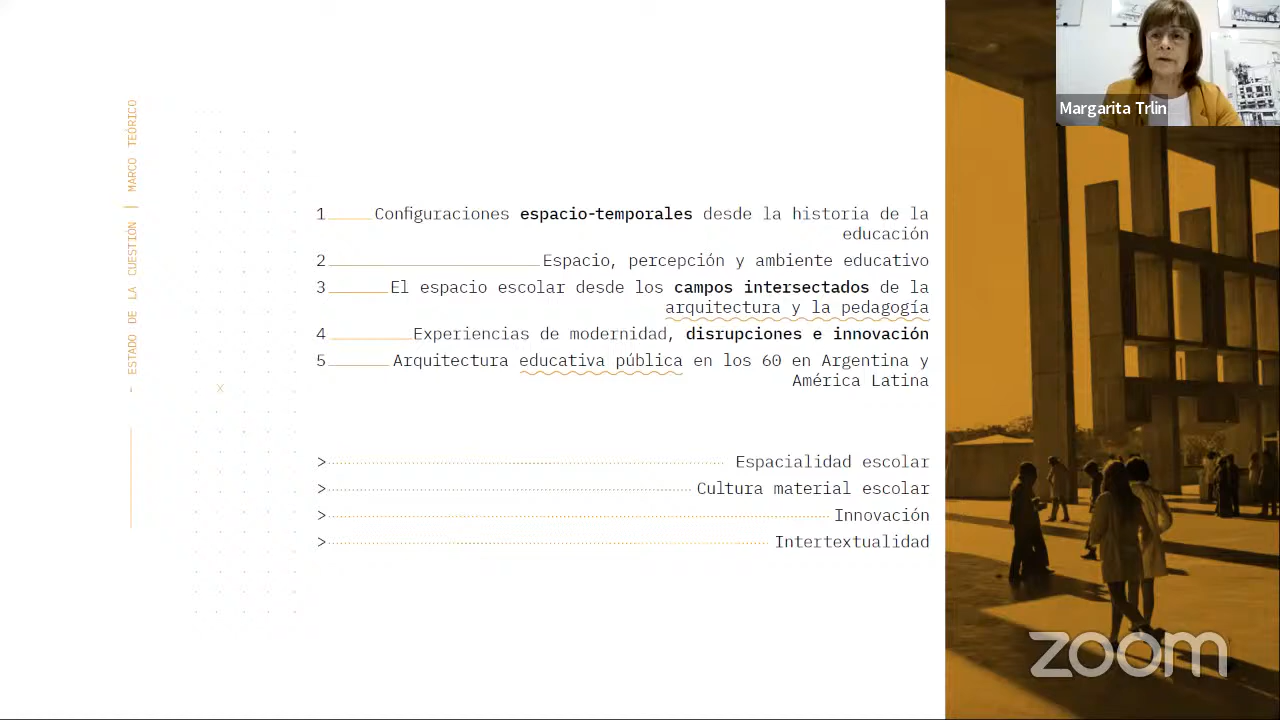 ← ESTADO DE LA CUESTIÓN | MARCO TEÓRICO
1 Configuraciones espacio-temporales desde la historia de la
educación
2 Espacio, percepción y ambiente educativo
3 El espacio escolar desde los campos intersectados de la
arquitectura y la pedagogía
4 Experiencias de modernidad, disrupciones e innovación
5 Arquitectura educativa pública en los 60 en Argentina y
América Latina
> Espacialidad escolar
> Cultura material escolar
> Innovación
> Intertextualidad
X
Margarita Trlin
zoom